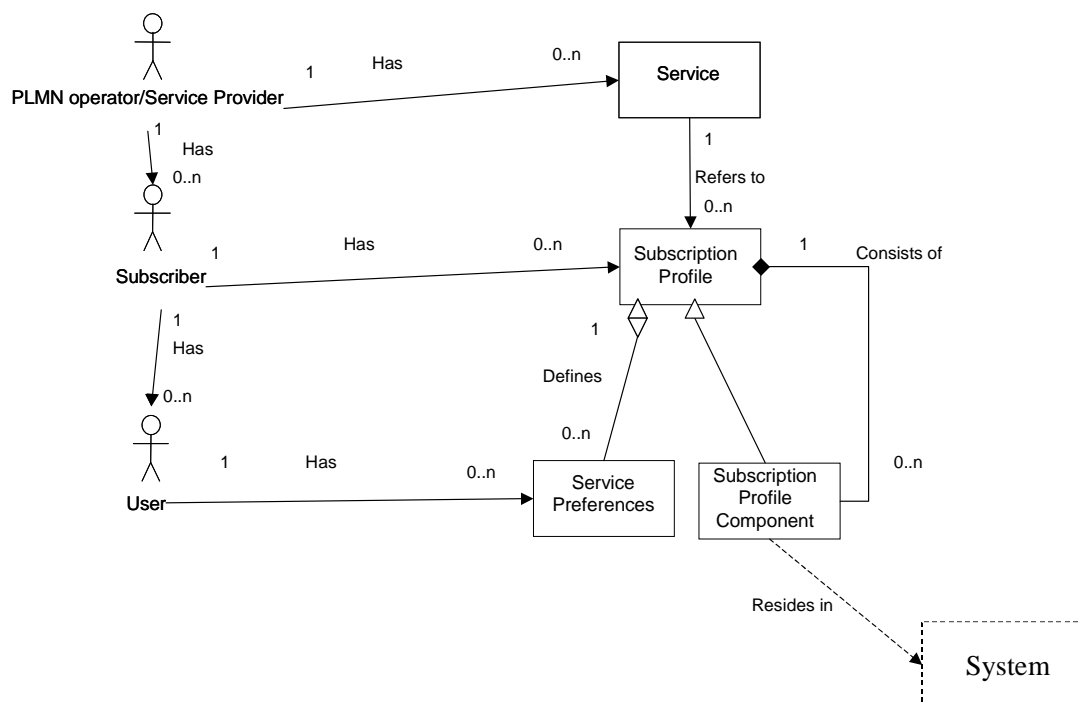 1 Has 0..n
Service
PLMN operator/Service Provider
1
Has
0..n
1
Refers to
0..n
1 Has 0..n
Subscriber
Subscription
Profile
1
Consists of
1
Has
0..n
1
Defines
0..n
1 Has 0..n
User
Service
Preferences
Subscription
Profile
Component
0..n
Resides in
System